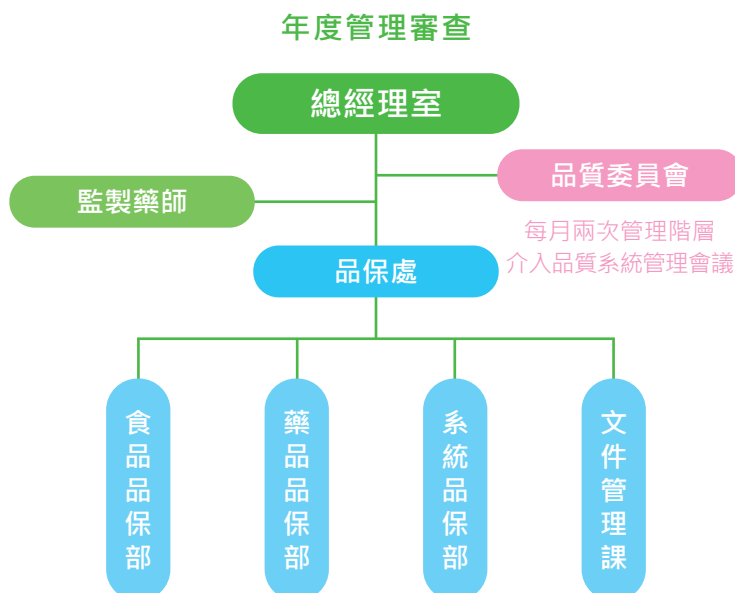 年度管理審查
總經理室
品質委員會
監製藥師
每月兩次管理階層
介入品質系統管理會議
品保處
食品品保部
藥品品保部
系統品保部
文件管理課